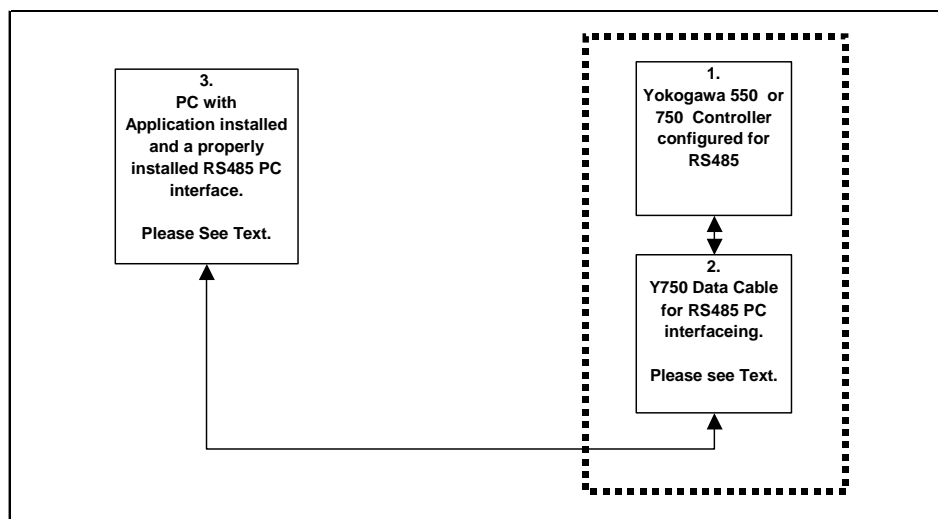 3.
PC with
Application installed
and a properly
installed RS485 PC
interface.
Please See Text.
1.
Yokogawa 550 or
750 Controller
configured for
RS485
2.
Y750 Data Cable
for RS485 PC
interfaceing.
Please see Text.